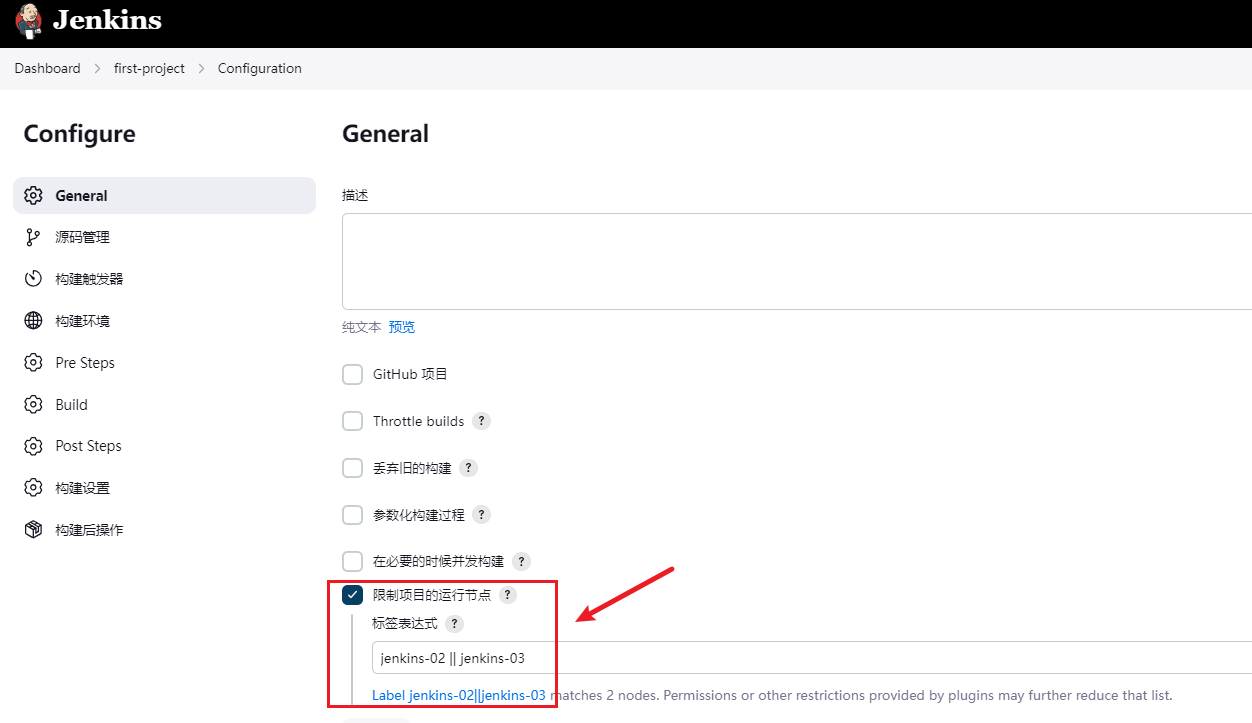 Jenkins
Dashboard > first-project > Configuration
Configure
General
源码管理
构建触发器
构建环境
Pre Steps
Build
Post Steps
构建设置
构建后操作
General
描述
纯文本 预览
GitHub 项目
Throttle builds ?
丢弃旧的构建 ?
参数化构建过程 ?
在必要的时候并发构建 ?
限制项目的运行节点 ?
标签表达式 ?
jenkins-02 || jenkins-03
Label jenkins-02||jenkins-03 matches 2 nodes. Permissions or other restrictions provided by plugins may further reduce that list.